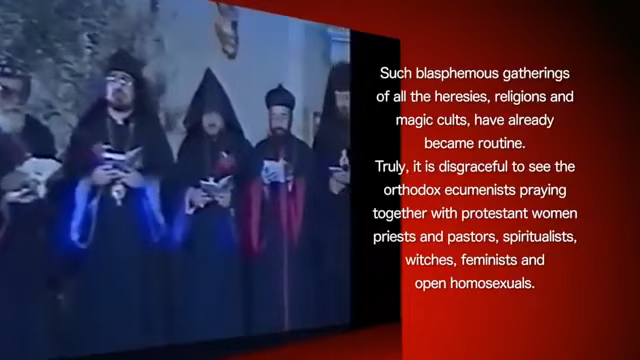 Such blasphemous gatherings
of all the heresies, religions and
magic cults, have already
became routine.
Truly, it is disgraceful to see the
orthodox ecumenists praying
together with protestant women
priests and pastors, spiritualists,
witches, feminists and
open homosexuals.